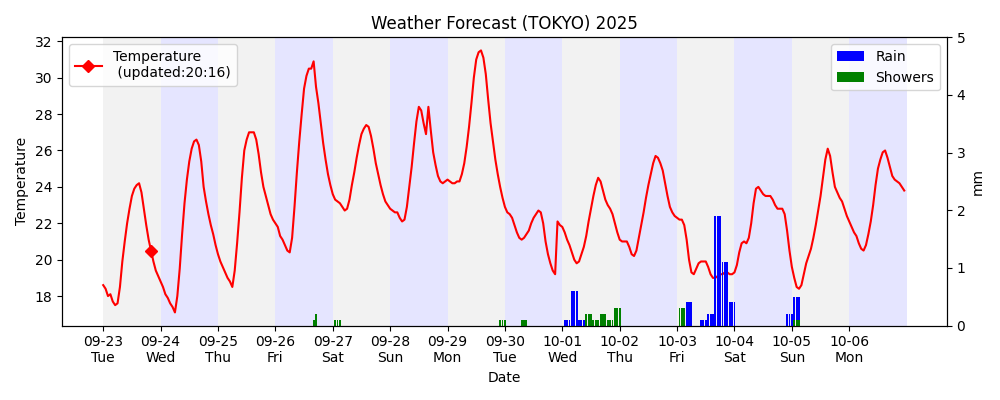 Weather Forecast (TOKYO) 2025
Temperature
(updated:20:16)
Rain
Showers
32
30
28
26
24
22
20
18
Temperature
5
4
3
2
1
0
mm
09-23 09-24 09-25 09-26 09-27 09-28 09-29 09-30 10-01 10-02 10-03 10-04 10-05 10-06
Tue Wed Thu Fri Sat Sun Mon Tue Wed Thu Fri Sat Sun Mon
Date